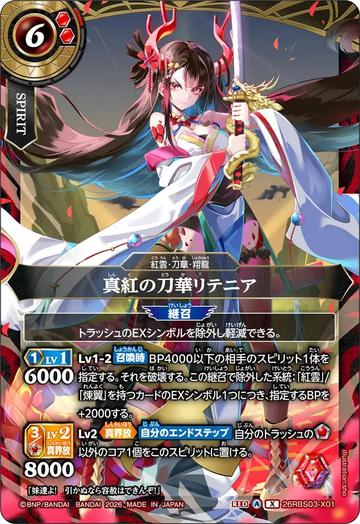 6
SPIRIT
紅雲・刀華・翔龍
真紅の刀華リテニア
継召
トラッシュのEXシンボルを除外し軽減できる。
1 LV1 6000
Lv1-2 召喚時 BP4000以下の相手のスピリット1体を
指定する。それを破壊する。この継召で除外した系統:「紅雲」/
「煉翼」を持つカードのEXシンボル1つにつき、指定するBPを
+2000する。
3 LV2 真界放 8000
Lv2 真界放 自分のエンドステップ 自分のトラッシュの
以外のコア1個をこのスピリットに置ける。
「妹達よ! 引かぬなら容赦はできんぞ」
©BNP/BANDAI BANDAI 2026 MADE IN JAPAN
RED A X 26RBS03-X01